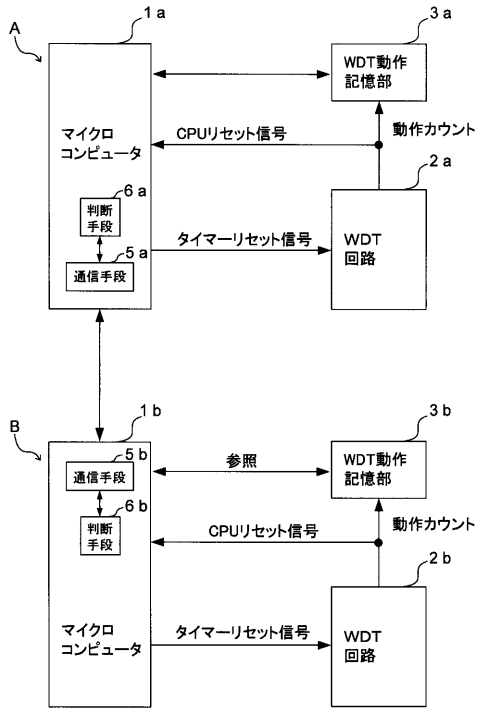 1a
3a
A
WDT動作
記憶部
CPUリセット信号
動作カウント
マイクロ
コンピュータ
2a
6a
判断
手段
タイマーリセット信号
WDT
回路
5a
通信手段
1b
3b
B
5b
通信手段
参照
WDT動作
記憶部
6b
判断
手段
CPUリセット信号
動作カウント
2b
マイクロ
コンピュータ
タイマーリセット信号
WDT
回路